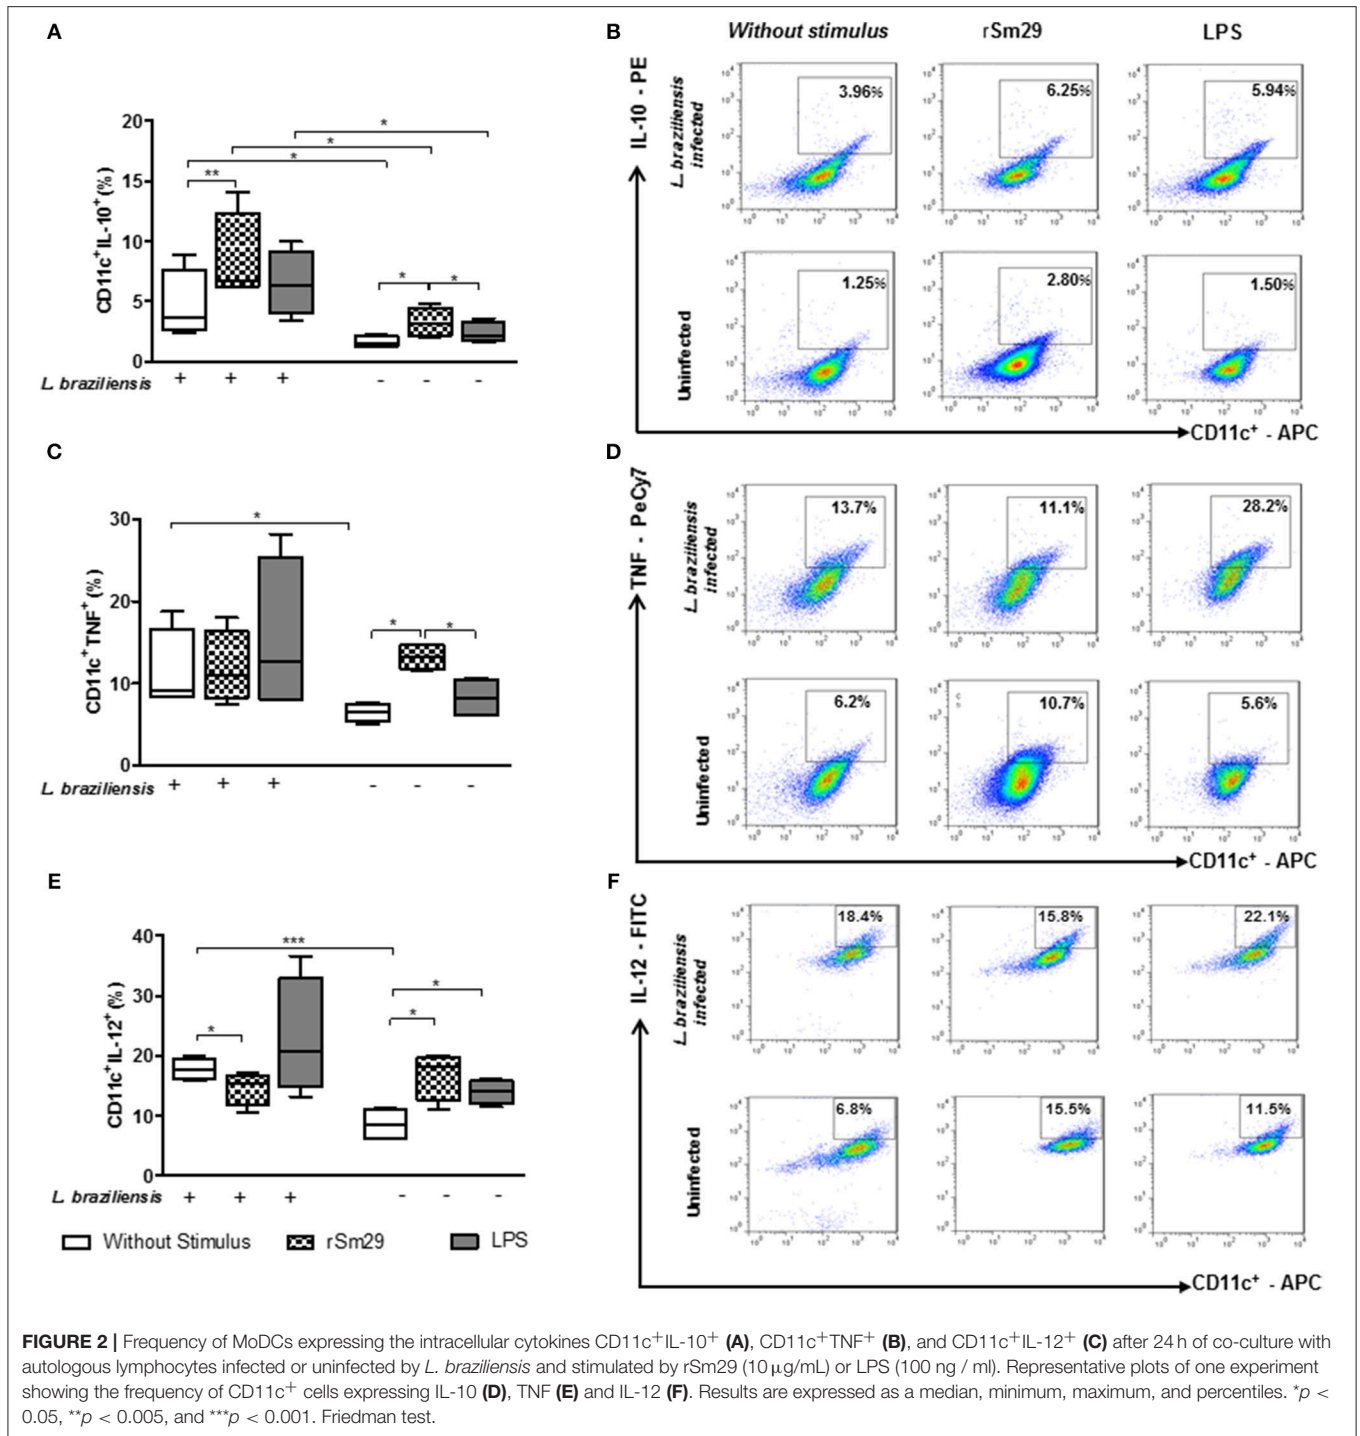 A
CD11c+IL-10+(%)
20
15
10
5
0
* * *
** * *
L. braziliensis + + + - - -
B
Without stimulus rSm29 LPS
IL-10 - PE
L. braziliensis
infected
3.96% 6.25% 5.94%
Uninfected
1.25% 2.80% 1.50%
CD11c+ - APC
C
CD11c+TNF+(%)
30
20
10
0
*
* *
L. braziliensis + + + - - -
D
TNF - PeCy7
L. braziliensis
infected
13.7% 11.1% 28.2%
Uninfected
6.2% 10.7% 5.6%
CD11c+ - APC
E
CD11c+IL-12+(%)
40
30
20
10
0
***
* * *
L. braziliensis + + + - - -
Without Stimulus rSm29 LPS
F
IL-12 - FITC
L. braziliensis
infected
18.4% 15.8% 22.1%
Uninfected
6.8% 15.5% 11.5%
CD11c+ - APC
FIGURE 2 | Frequency of MoDCs expressing the intracellular cytokines CD11c+IL-10+ (A), CD11c+TNF+ (B), and CD11c+IL-12+ (C) after 24 h of co-culture with
autologous lymphocytes infected or uninfected by L. braziliensis and stimulated by rSm29 (10 μg/mL) or LPS (100 ng / ml). Representative plots of one experiment
showing the frequency of CD11c+ cells expressing IL-10 (D), TNF (E) and IL-12 (F). Results are expressed as a median, minimum, maximum, and percentiles. *p <
0.05, **p < 0.005, and ***p < 0.001. Friedman test.